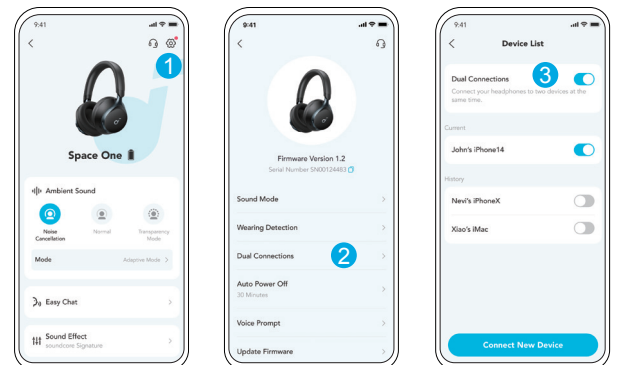 9:41
1
Space One
Ambient Sound
Noise
Cancellation
Normal
Transparency
Mode
Mode
Adaptive Mode
Easy Chat
Sound Effect
soundcore Signature
9:41
Firmware Version 1.2
Serial Number SN00124483
Sound Mode
Wearing Detection
Dual Connections
2
Auto Power Off
30 Minutes
Voice Prompt
Update Firmware
9:41
Device List
Dual Connections
3
Connect your headphones to two devices at the
same time.
Current
John's iPhone14
History
Nevi's iPhoneX
Xiao's iMac
Connect New Device